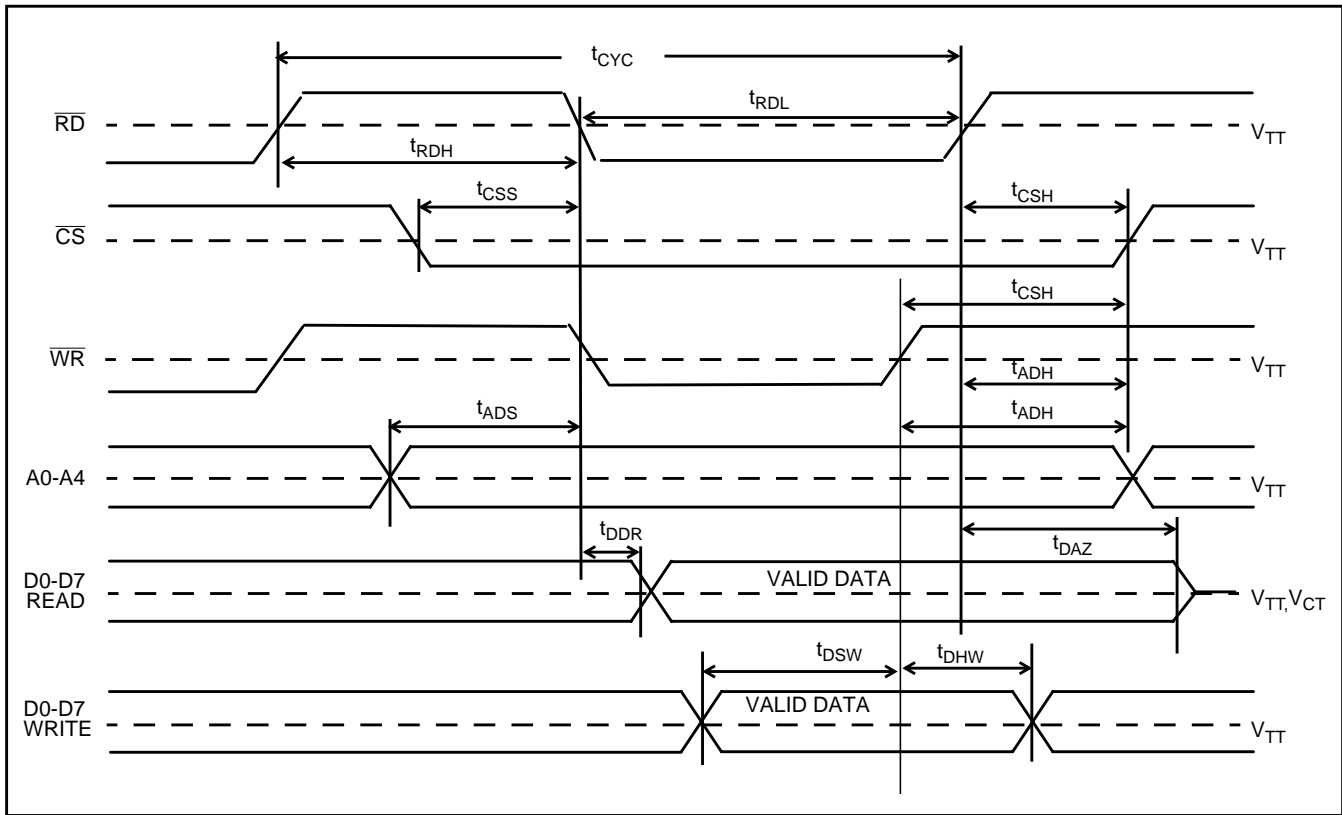 tCYC
tRDL
RD
VTT
tRDH
tCSS
tCSH
CS
VTT
tCSH
WR
VTT
tADH
tADS
tADH
A0-A4
VTT
tDDR
tDAZ
D0-D7
READ
VALID DATA
VTT,VCT
tDSW
tDHW
D0-D7
WRITE
VALID DATA
VTT